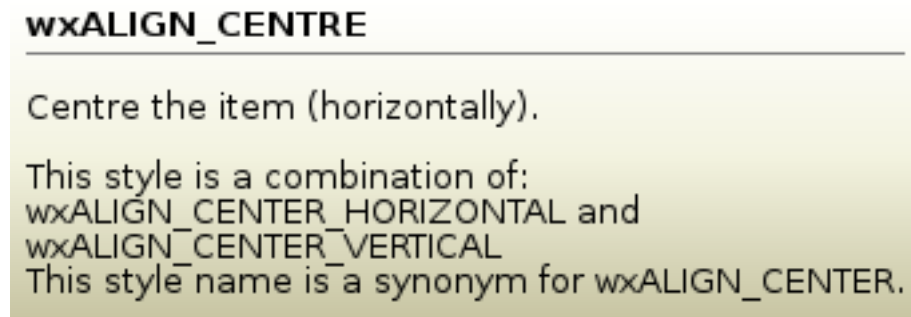 wxALIGN_CENTRE
Centre the item (horizontally).
This style is a combination of:
wxALIGN_CENTER_HORIZONTAL and
wxALIGN_CENTER_VERTICAL
This style name is a synonym for wxALIGN_CENTER.